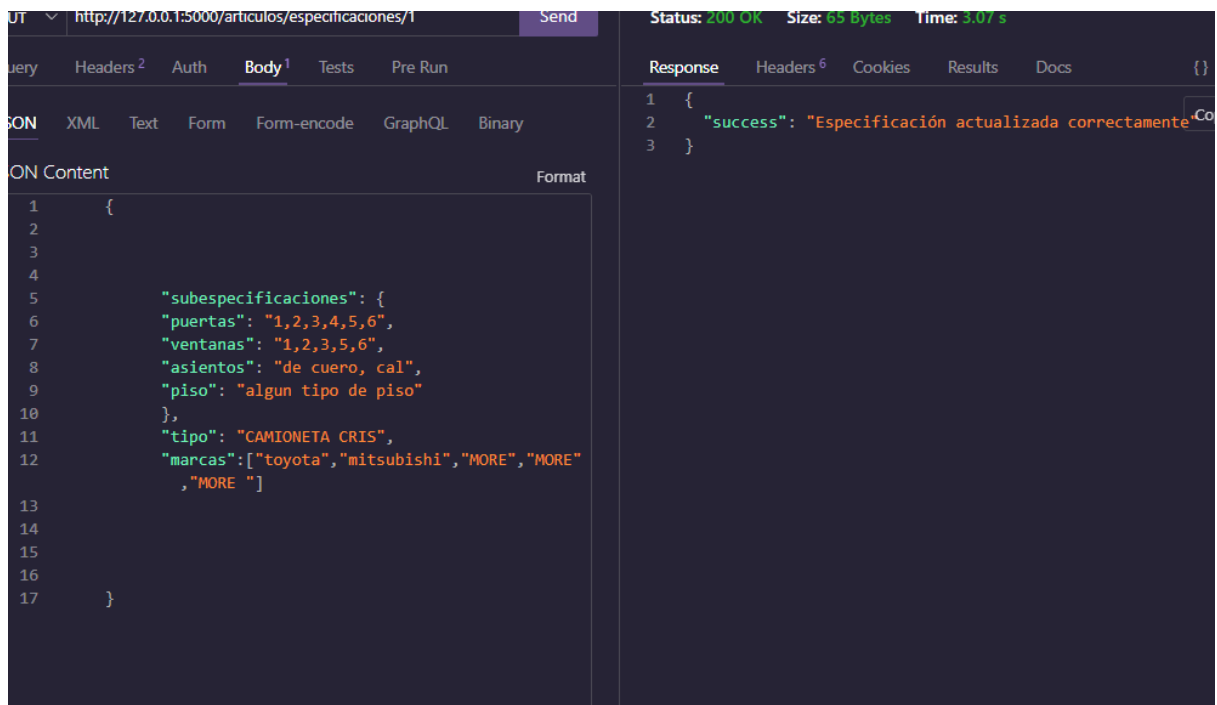 UT http://127.0.0.1:5000/articulos/especificaciones/1 Send
uery Headers 2 Auth Body 1 Tests Pre Run
SON XML Text Form Form-encode GraphQL Binary
ON Content
Format
1 {
2
3
4
5 "subespecificaciones": {
6 "puertas": "1,2,3,4,5,6",
7 "ventanas": "1,2,3,5,6",
8 "asientos": "de cuero, cal",
9 "piso": "algun tipo de piso"
10 },
11 "tipo": "CAMIONETA CRIS",
12 "marcas":["toyota","mitsubishi","MORE","MORE"
,"MORE "]
13
14
15
16
17 }
Status: 200 OK Size: 65 Bytes Time: 3.07 s
Response Headers 6 Cookies Results Docs {}
1 {
2 "success": "Especificación actualizada correctamente"
Co
3 }